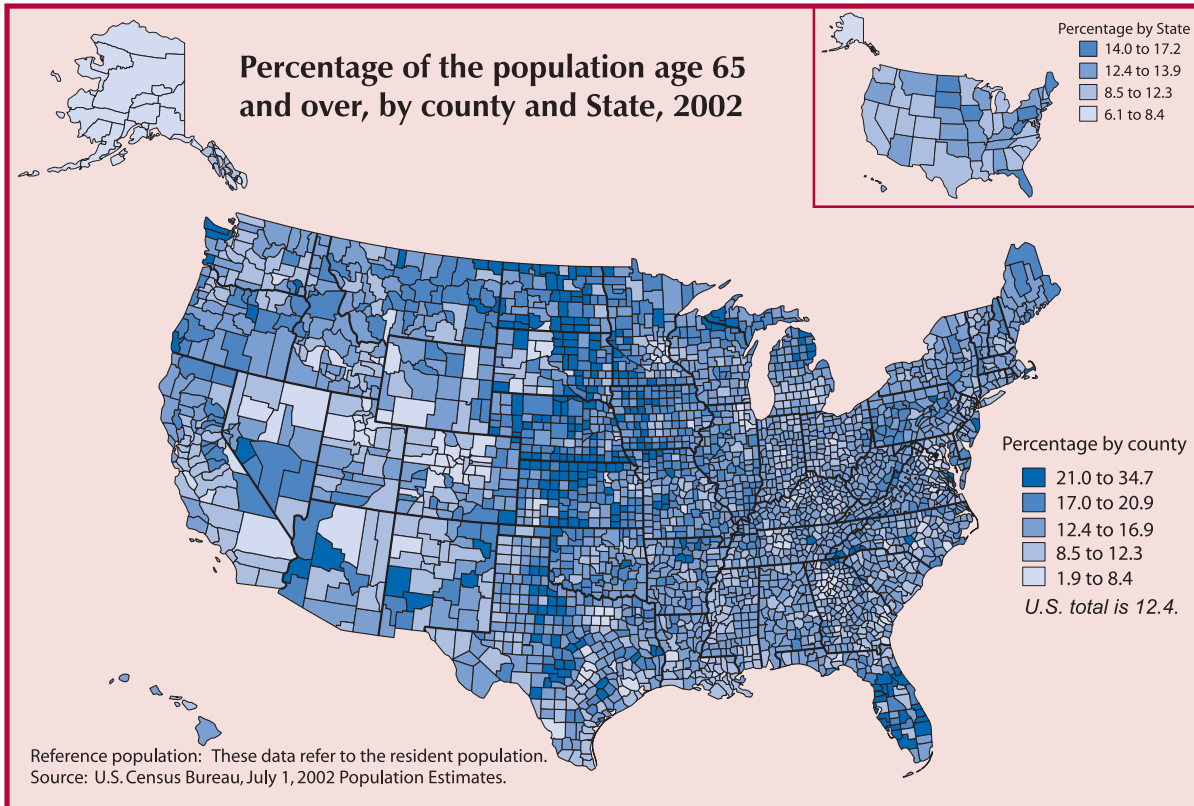 Percentage of the population age 65
and over, by county and State, 2002
Percentage by State
14.0 to 17.2
12.4 to 13.9
8.5 to 12.3
6.1 to 8.4
Percentage by county
21.0 to 34.7
17.0 to 20.9
12.4 to 16.9
8.5 to 12.3
1.9 to 8.4
U.S. total is 12.4.
Reference population: These data refer to the resident population.
Source: U.S. Census Bureau, July 1, 2002 Population Estimates.